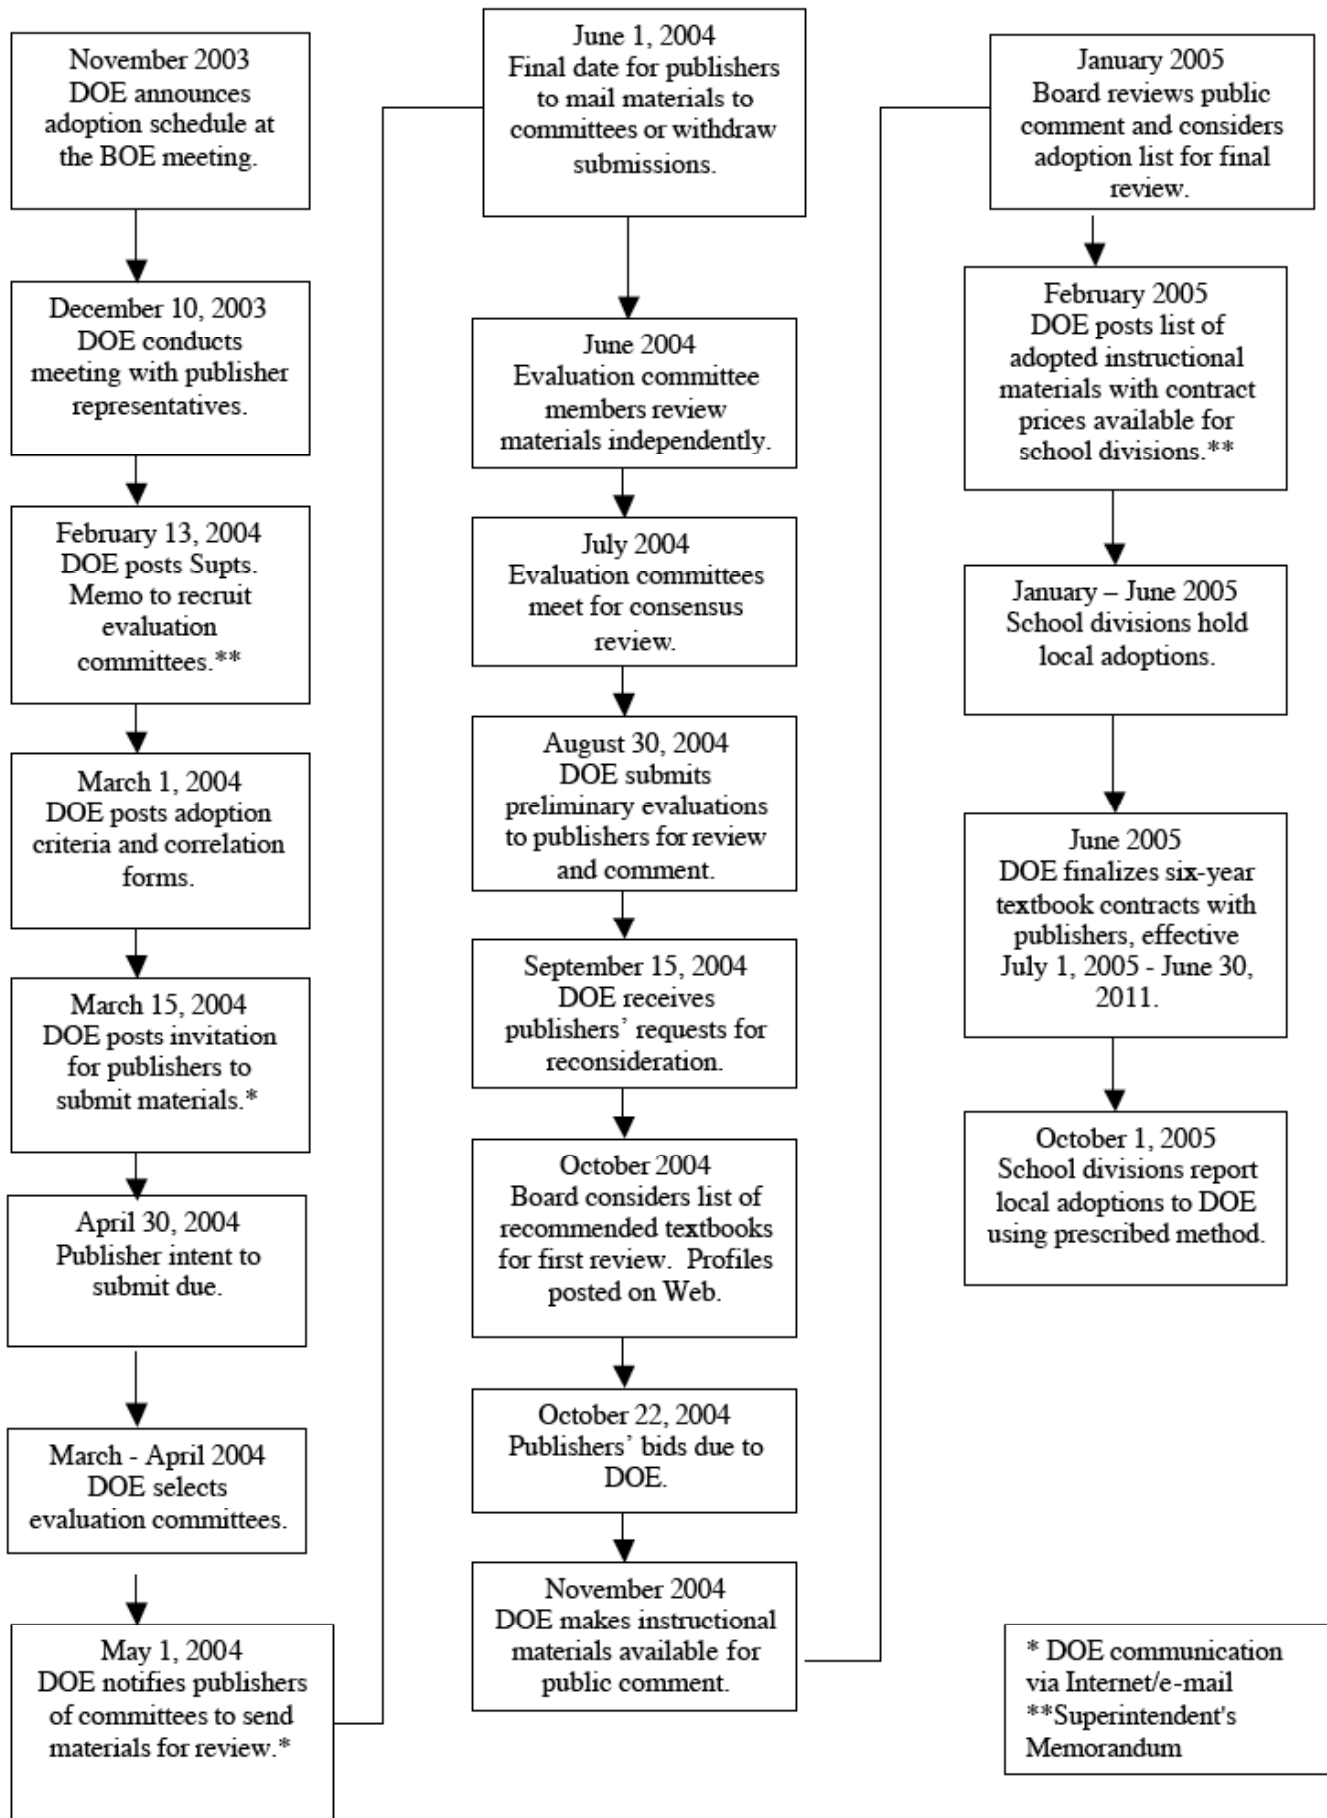 November 2003
DOE announces
adoption schedule at
the BOE meeting.
December 10, 2003
DOE conducts
meeting with publisher
representatives.
February 13, 2004
DOE posts Supts.
Memo to recruit
evaluation
committees.**
March 1, 2004
DOE posts adoption
criteria and correlation
forms.
March 15, 2004
DOE posts invitation
for publishers to
submit materials.*
April 30, 2004
Publisher intent to
submit due.
March - April 2004
DOE selects
evaluation committees.
May 1, 2004
DOE notifies publishers
of committees to send
materials for review.*
June 1, 2004
Final date for publishers
to mail materials to
committees or withdraw
submissions.
June 2004
Evaluation committee
members review
materials independently.
July 2004
Evaluation committees
meet for consensus
review.
August 30, 2004
DOE submits
preliminary evaluations
to publishers for review
and comment.
September 15, 2004
DOE receives
publishers’ requests for
reconsideration.
October 2004
Board considers list of
recommended textbooks
for first review.  Profiles
posted on Web.
October 22, 2004
Publishers’ bids due to
DOE.
November 2004
DOE makes instructional
materials available for
public comment.
January 2005
Board reviews public
comment and considers
adoption list for final
review.
February 2005
DOE posts list of
adopted instructional
materials with contract
prices available for
school divisions.**
January – June 2005
School divisions hold
local adoptions.
June 2005
DOE finalizes six-year
textbook contracts with
publishers, effective
July 1, 2005 - June 30,
2011.
October 1, 2005
School divisions report
local adoptions to DOE
using prescribed method.
* DOE communication
via Internet/e-mail
**Superintendent's
Memorandum